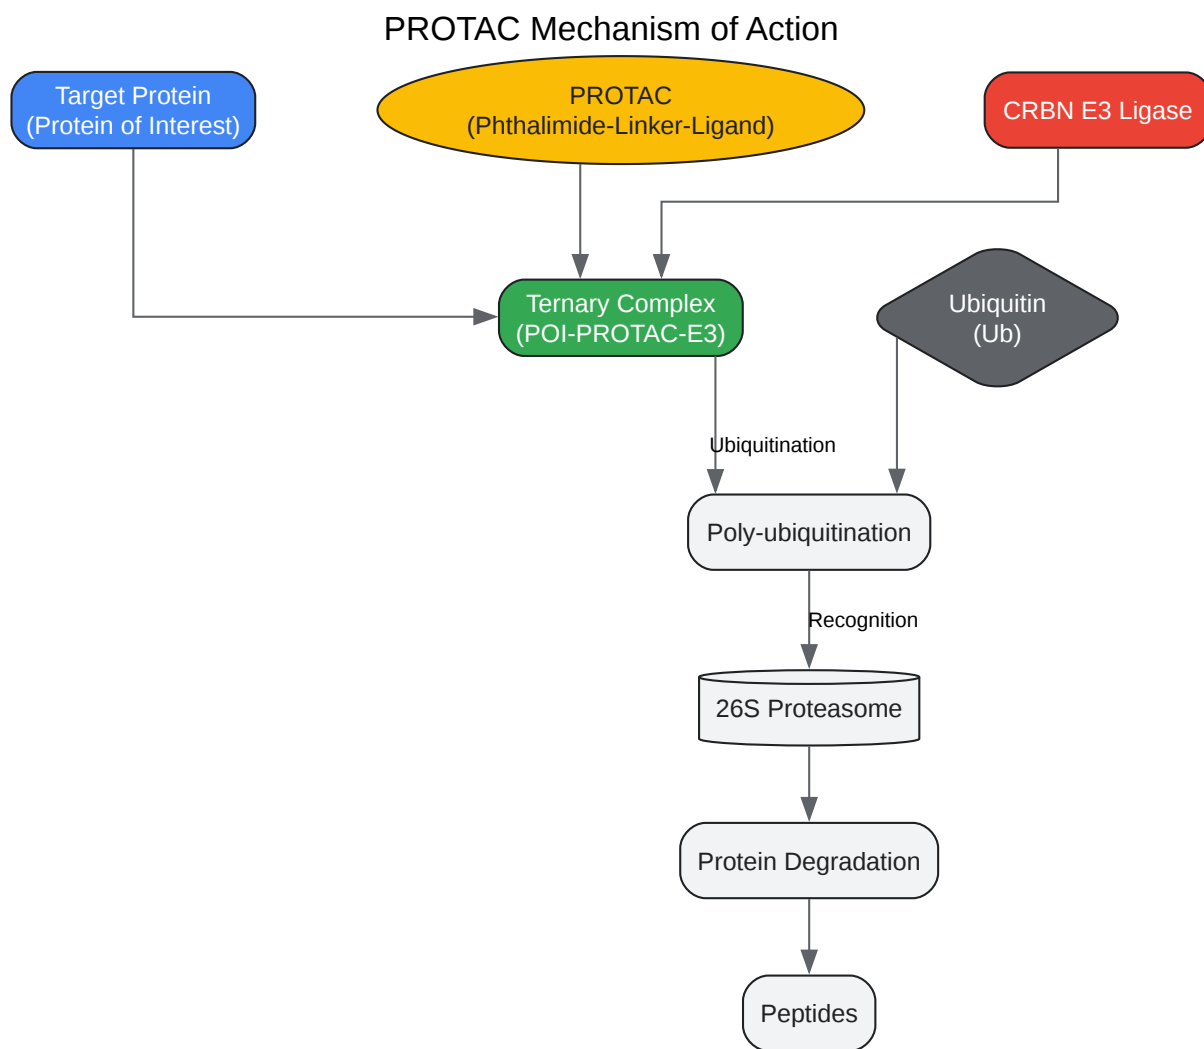 PROTAC Mechanism of Action
Target Protein
(Protein of Interest)
PROTAC
(Phthalimide-Linker-Ligand)
CRBN E3 Ligase
Ternary Complex
(POI-PROTAC-E3)
Ubiquitin
(Ub)
Ubiquitination
Poly-ubiquitination
Recognition
26S Proteasome
Protein Degradation
Peptides